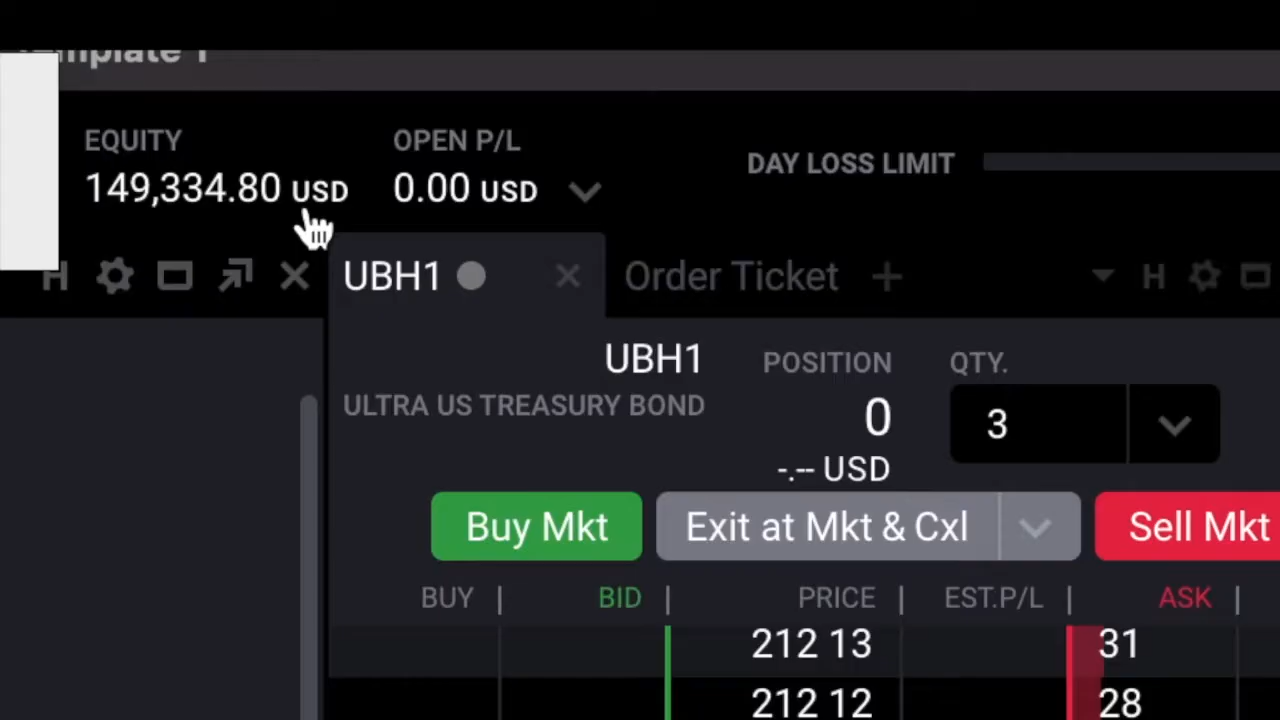 Template 1
EQUITY OPEN P/L
149,334.80 USD 0.00 USD
DAY LOSS LIMIT
H UBH1 Order Ticket + H
UBH1 POSITION QTY.
ULTRA US TREASURY BOND
0 3
-.-- USD
Buy Mkt Exit at Mkt & Cxl Sell Mkt
BUY BID PRICE EST.P/L ASK
212 13 31
212 12 28